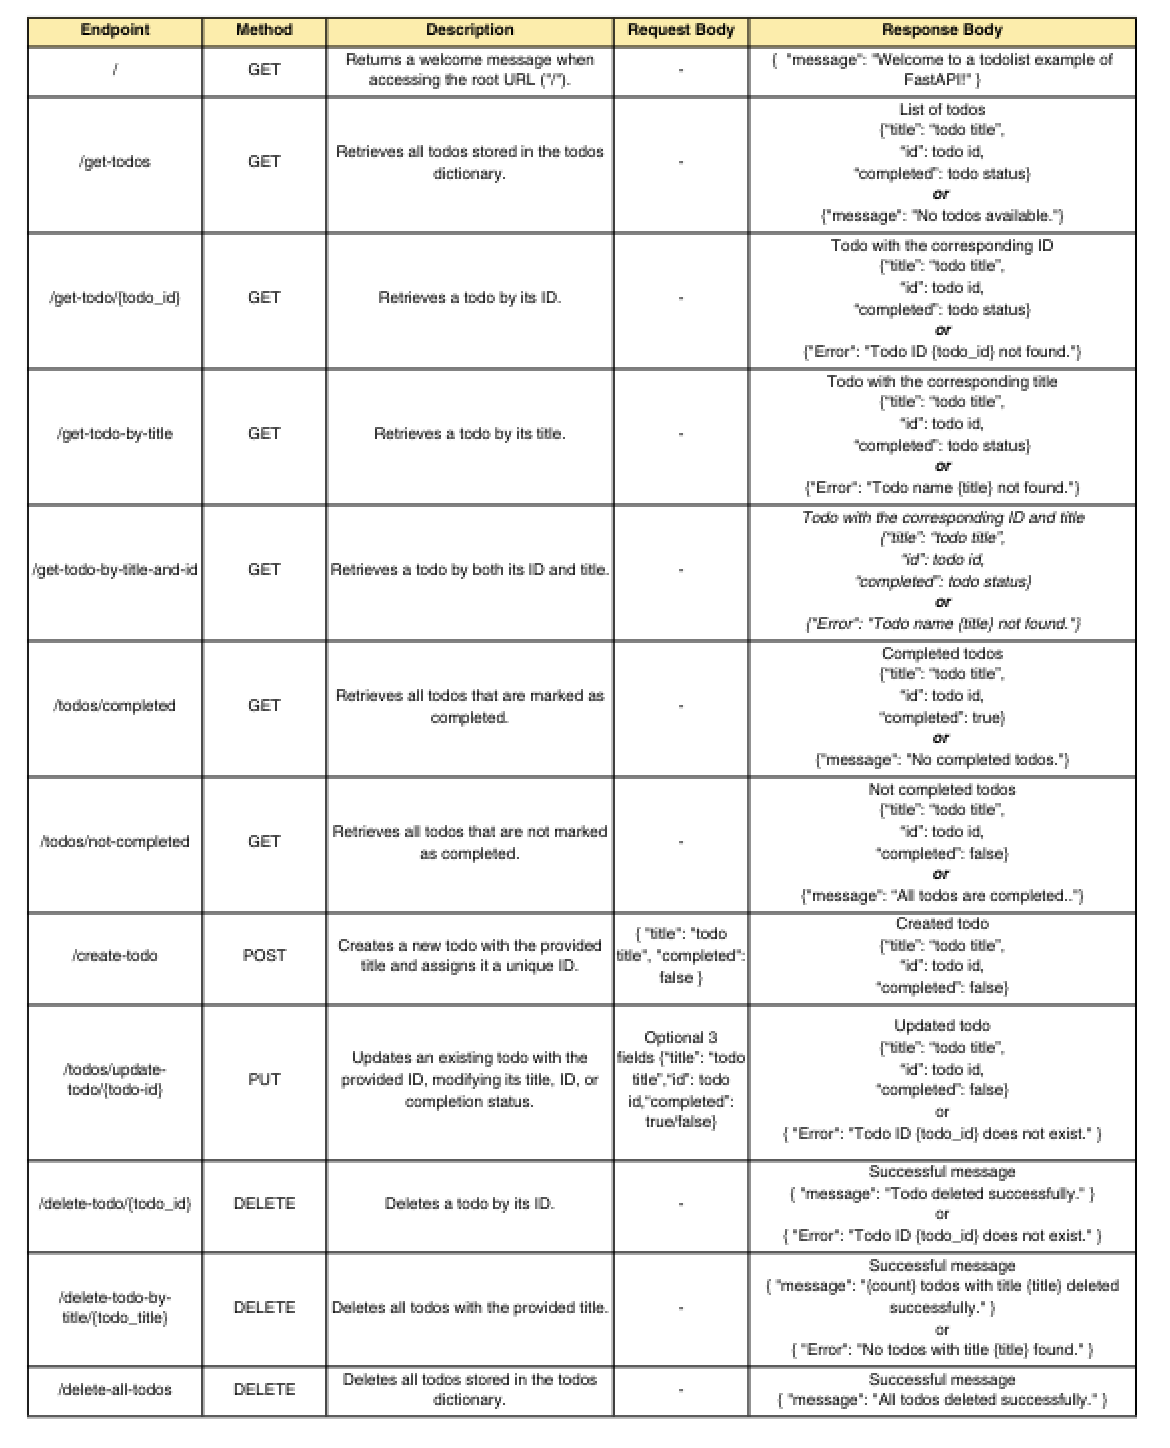 Endpoint Method Description Request Body Response Body
/ GET Returns a welcome message when
accessing the root URL ("/"). - { "message": "Welcome to a todolist example of
FastAPI!" }
/get-todos GET Retrieves all todos stored in the todos
dictionary. - List of todos
{"title": "todo title",
"id": todo id,
"completed": todo status}
or
{"message": "No todos available."}
/get-todo/{todo_id} GET Retrieves a todo by its ID. - Todo with the corresponding ID
{"title": "todo title",
"id": todo id,
"completed": todo status}
or
{"Error": "Todo ID {todo_id} not found."}
/get-todo-by-title GET Retrieves a todo by its title. - Todo with the corresponding title
{"title": "todo title",
"id": todo id,
"completed": todo status}
or
{"Error": "Todo name {title} not found."}
/get-todo-by-title-and-id GET Retrieves a todo by both its ID and title. - Todo with the corresponding ID and title
{"title": "todo title",
"id": todo id,
"completed": todo status}
or
{"Error": "Todo name {title} not found."}
/todos/completed GET Retrieves all todos that are marked as
completed. - Completed todos
{"title": "todo title",
"id": todo id,
"completed": true}
or
{"message": "No completed todos."}
/todos/not-completed GET Retrieves all todos that are not marked
as completed. - Not completed todos
{"title": "todo title",
"id": todo id,
"completed": false}
or
{"message": "All todos are completed.."}
/create-todo POST Creates a new todo with the provided
title and assigns it a unique ID. { "title": "todo
title", "completed":
false } Created todo
{"title": "todo title",
"id": todo id,
"completed": false}
/todos/update-
todo/{todo-id} PUT Updates an existing todo with the
provided ID, modifying its title, ID, or
completion status. Optional 3
fields {"title": "todo
title","id": todo
id,"completed":
true/false} Updated todo
{"title": "todo title",
"id": todo id,
"completed": false}
or
{ "Error": "Todo ID {todo_id} does not exist." }
/delete-todo/{todo_id} DELETE Deletes a todo by its ID. - Successful message
{ "message": "Todo deleted successfully." }
or
{ "Error": "Todo ID {todo_id} does not exist." }
/delete-todo-by-
title/{todo_title} DELETE Deletes all todos with the provided title. - Successful message
{ "message": "{count} todos with title {title} deleted
successfully." }
or
{ "Error": "No todos with title {title} found." }
/delete-all-todos DELETE Deletes all todos stored in the todos
dictionary. - Successful message
{ "message": "All todos deleted successfully." }